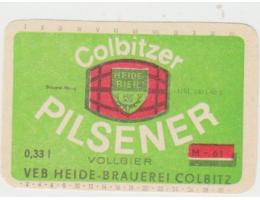 Colbitzer
HEIDE-
BIER
PILSENER
0,33 l
VOLLBIER
M - 61
VEB HEIDE-BRAUEREI COLBITZ